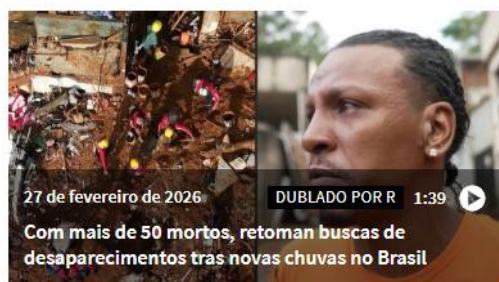 27 de fevereiro de 2026
DUBLADO POR R 1:39
Com mais de 50 mortos, retoman buscas de
desaparecimentos tras novas chuvas no Brasil